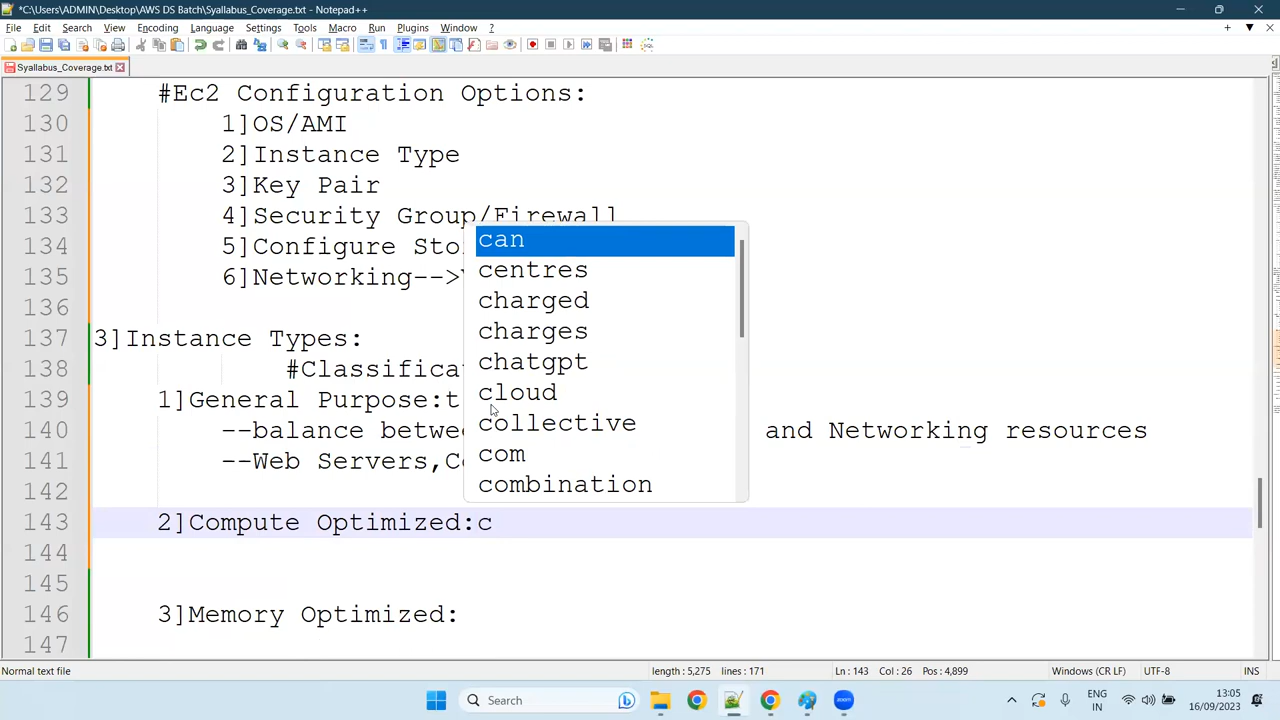 *C:\Users\ADMIN\Desktop\AWS DS Batch\Syallabus_Coverage.txt - Notepad++
File Edit Search View Encoding Language Settings Tools Macro Run Plugins Window ?
Syallabus_Coverage.txt
129 #Ec2 Configuration Options:
130 1]OS/AMI
131 2]Instance Type
132 3]Key Pair
133 4]Security Group/Firewall
134 5]Configure Sto
135 6]Networking-->
136
137 3]Instance Types:
138 #Classifica
139 1]General Purpose:t
140 --balance betwe and Networking resources
141 --Web Servers,Co
142
143 2]Compute Optimized:c
144
145
146 3]Memory Optimized:
147
can
centres
charged
charges
chatgpt
cloud
collective
com
combination
Normal text file length : 5,275 lines : 171 Ln : 143 Col : 26 Pos : 4,899 Windows (CR LF) UTF-8 INS
Search
ENG
IN
13:05
16/09/2023